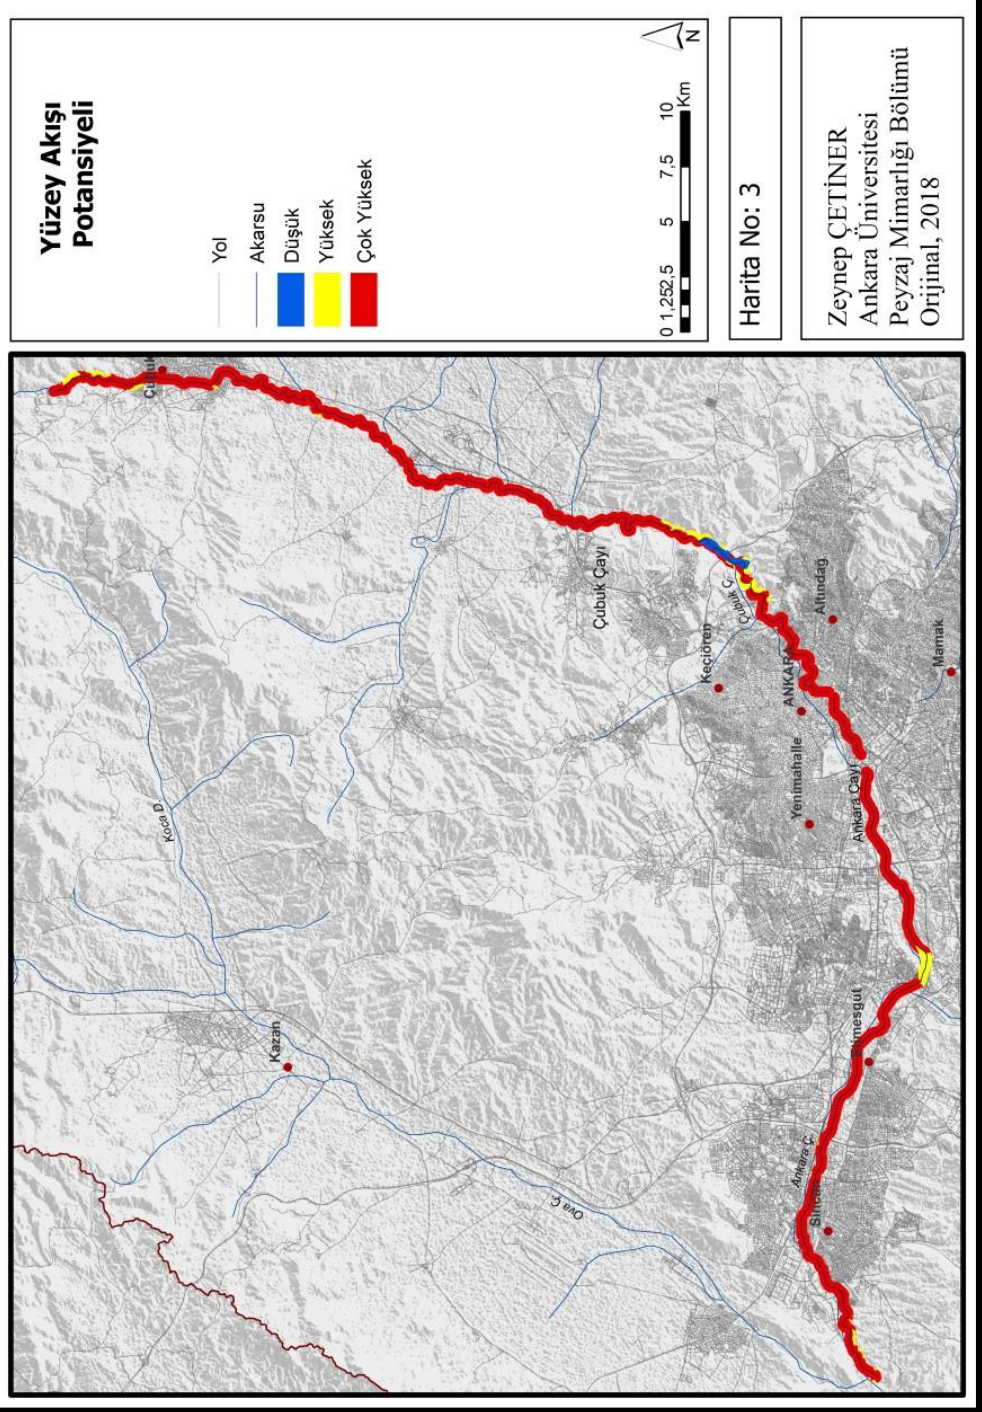 Yüzey Akışı
Potansiyeli
Yol
Akarsu
Düşük
Yüksek
Çok Yüksek
0 1,252,5 5 7,5 10
Km
N
Harita No: 3
Zeynep ÇETİNER
Ankara Üniversitesi
Peyzaj Mimarlığı Bölümü
Orijinal, 2018
Çubuk
Koca D.
Kazan
Ova Ç.
Çubuk Çayı
Çubuk Ç.
Keçiören
Altındağ
ANKARA
Mamak
Yenimahalle
Ankara Çayı
Etimesgut
Ankara Ç.
Sincan